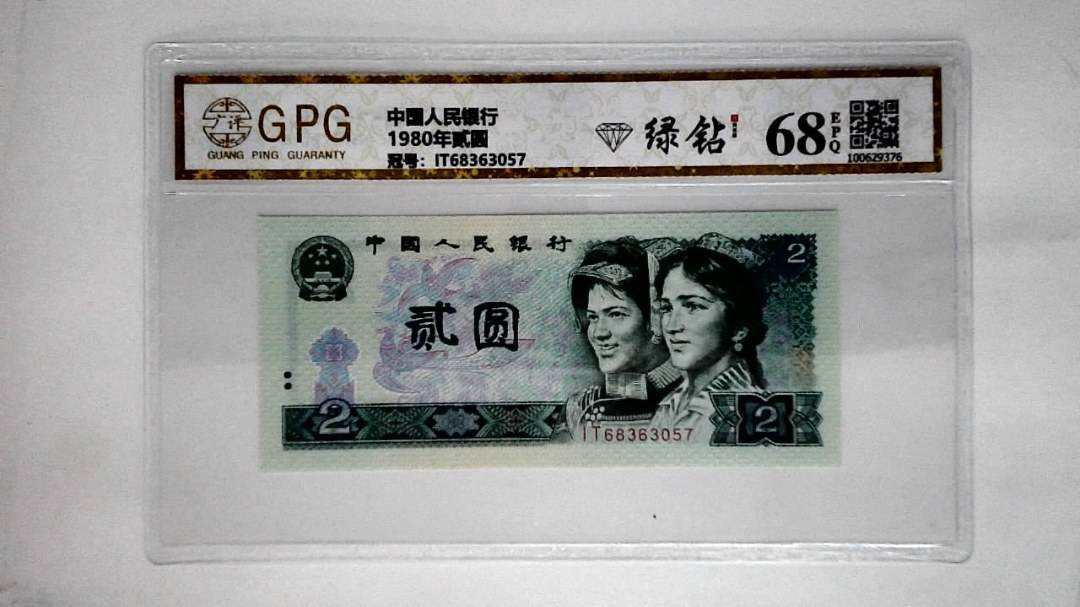 GPG
GUANG PING GUARANTY
中国人民银行
1980年贰圆
冠号：IT68363057
绿钻
68 EPQ
100629376
中国人民银行
贰圆
2
2
2
IT68363057